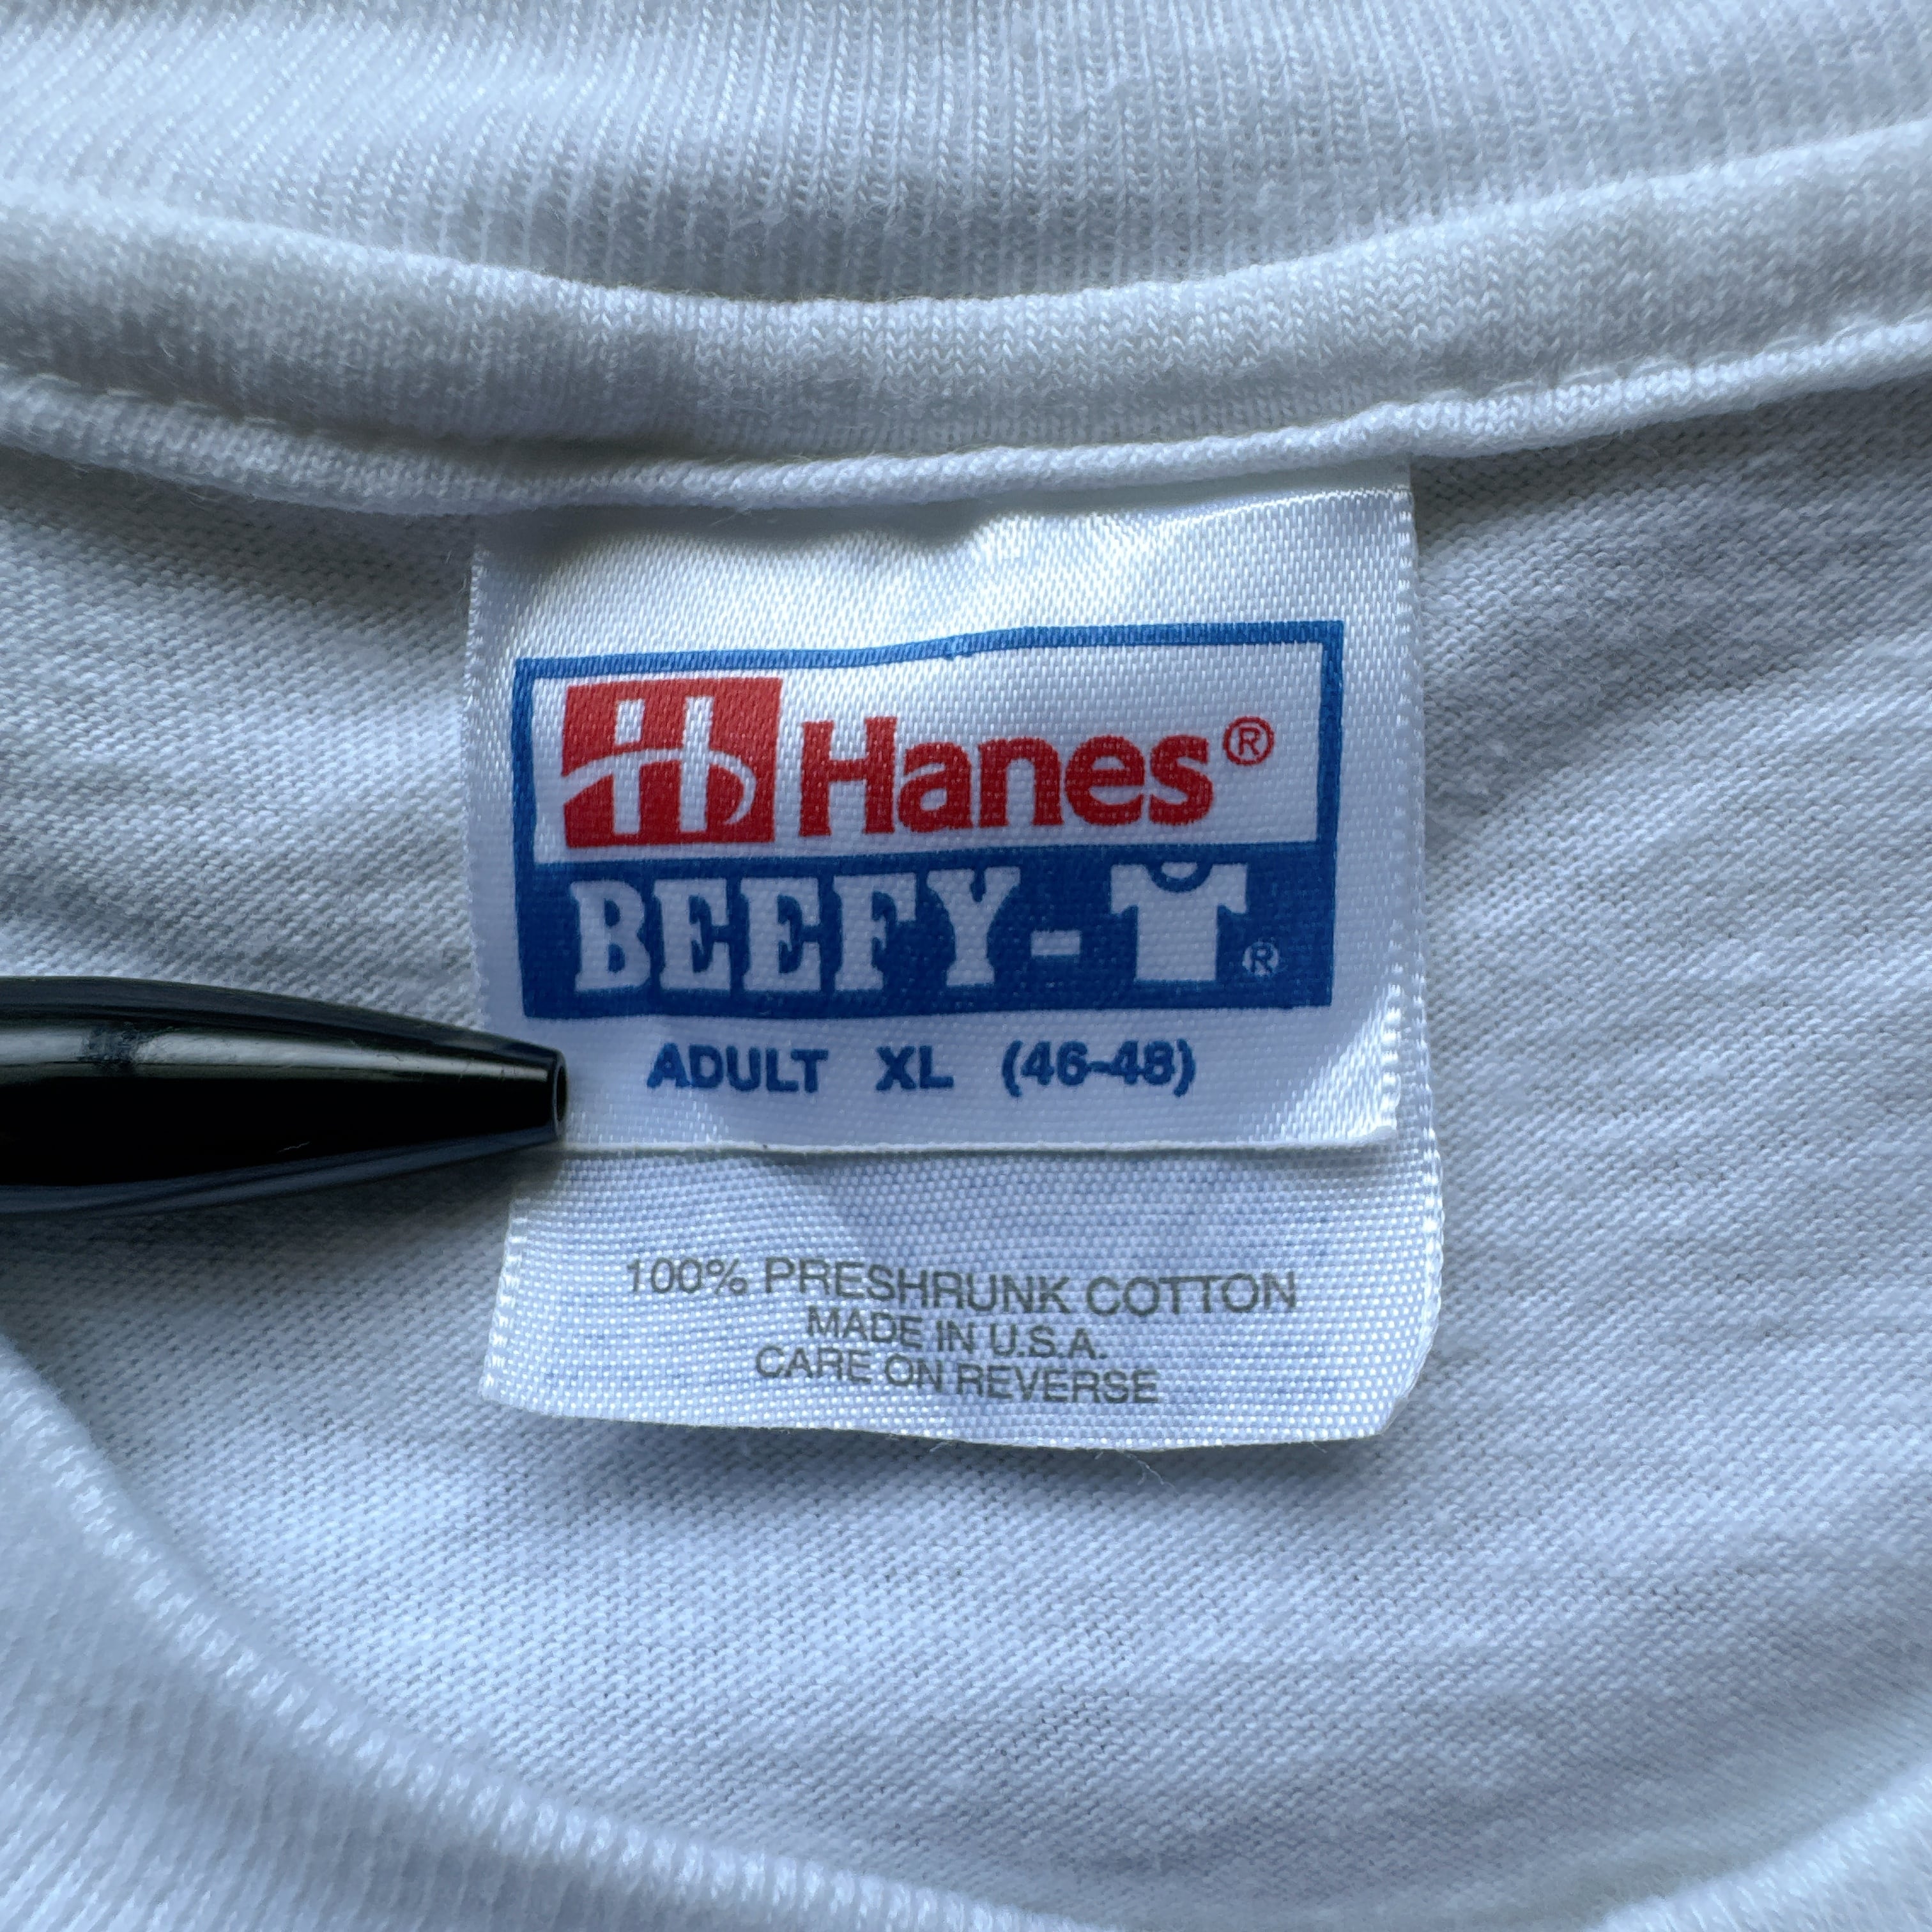 H Hanes®
BEEFY-T®
ADULT XL (46-48)
100% PRESHRUNK COTTON
MADE IN U.S.A.
CARE ON REVERSE